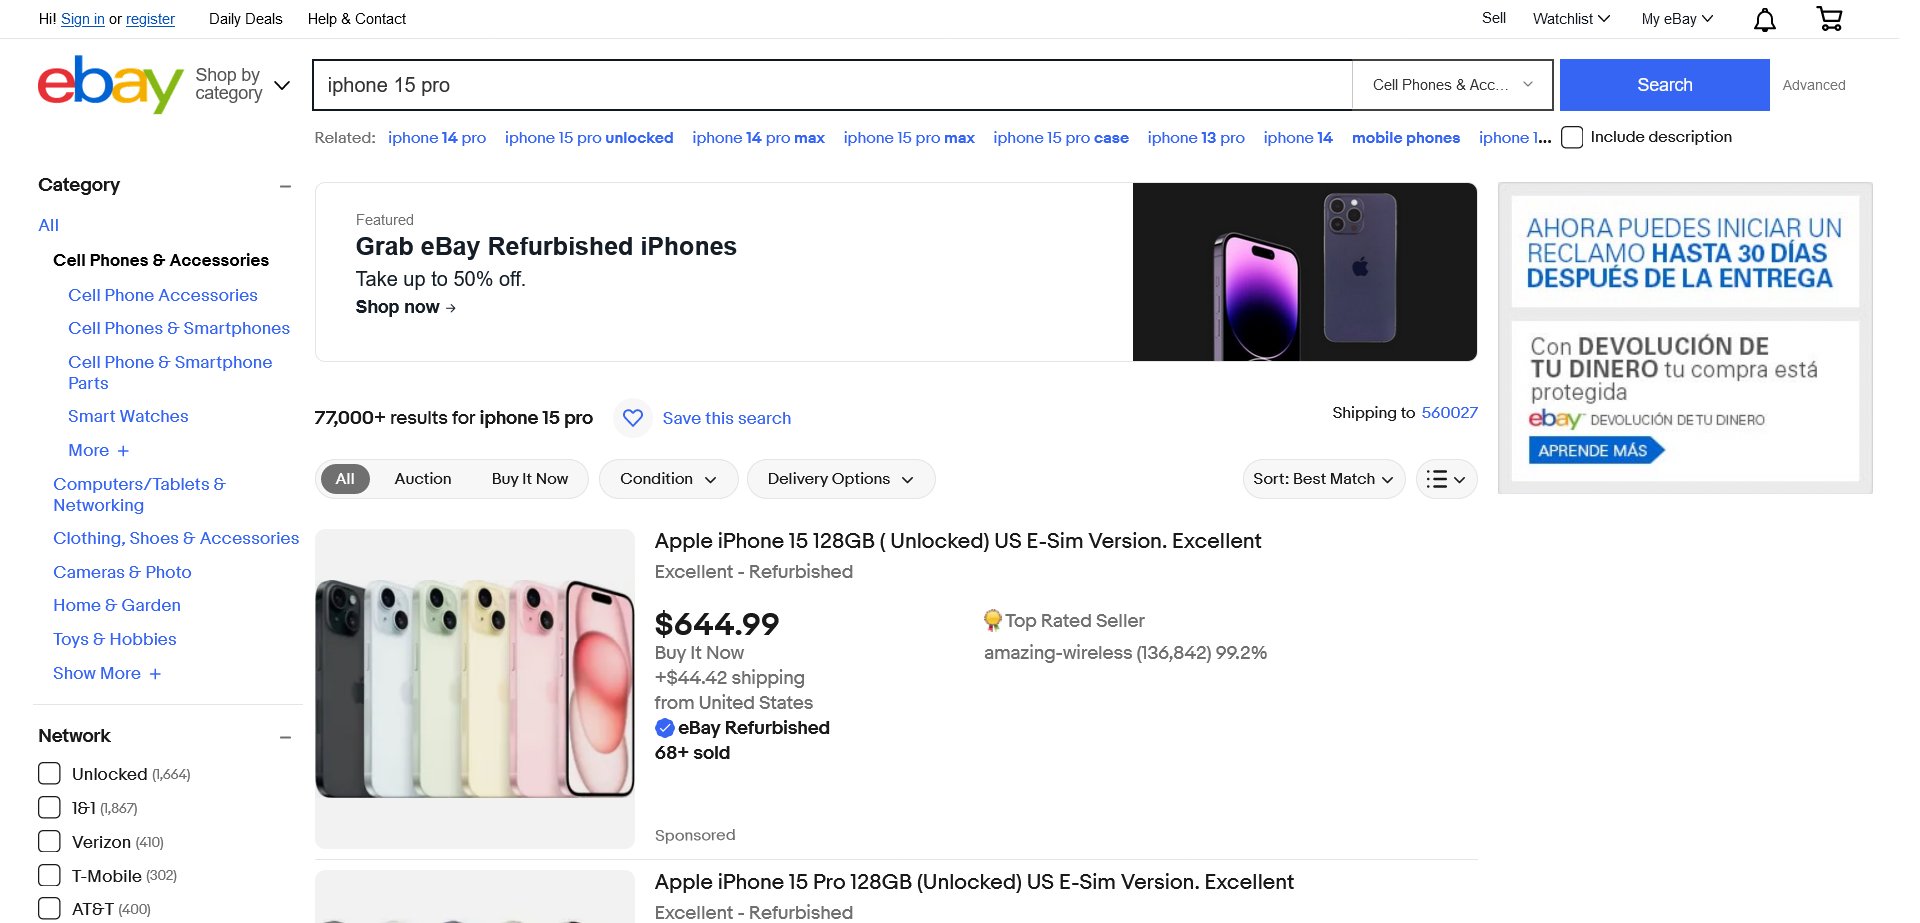 Hi! Sign in or register Daily Deals Help & Contact Sell Watchlist My eBay
ebay Shop by category
iphone 15 pro Cell Phones & Acc... Search Advanced
Related: iphone 14 pro iphone 15 pro unlocked iphone 14 pro max iphone 15 pro max iphone 15 pro case iphone 13 pro iphone 14 mobile phones iphone 1... Include description
Category
All
Cell Phones & Accessories
Cell Phone Accessories
Cell Phones & Smartphones
Cell Phone & Smartphone
Parts
Smart Watches
More +
Computers/Tablets &
Networking
Clothing, Shoes & Accessories
Cameras & Photo
Home & Garden
Toys & Hobbies
Show More +
Network
Unlocked (1,664)
1&1 (1,867)
Verizon (410)
T-Mobile (302)
AT&T (400)
Featured
Grab eBay Refurbished iPhones
Take up to 50% off.
Shop now →
77,000+ results for iphone 15 pro Save this search Shipping to 560027
All Auction Buy It Now Condition Delivery Options Sort: Best Match
Apple iPhone 15 128GB ( Unlocked) US E-Sim Version. Excellent
Excellent - Refurbished
$644.99
Buy It Now
+$44.42 shipping
from United States
eBay Refurbished
68+ sold
Top Rated Seller
amazing-wireless (136,842) 99.2%
Sponsored
Apple iPhone 15 Pro 128GB (Unlocked) US E-Sim Version. Excellent
Excellent - Refurbished
AHORA PUEDES INICIAR UN
RECLAMO HASTA 30 DÍAS
DESPUÉS DE LA ENTREGA
Con DEVOLUCIÓN DE
TU DINERO tu compra está
protegida
ebay DEVOLUCIÓN DE TU DINERO
APRENDE MÁS